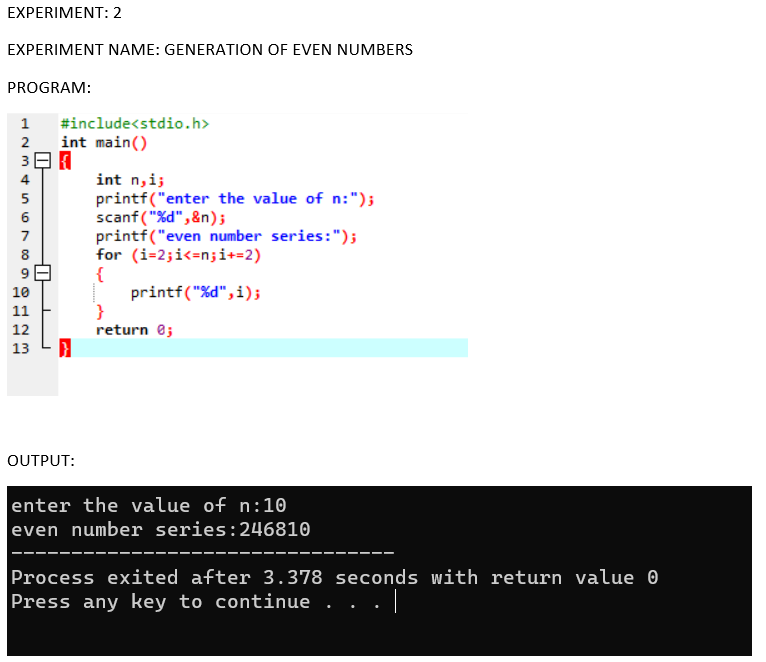 EXPERIMENT: 2
EXPERIMENT NAME: GENERATION OF EVEN NUMBERS
PROGRAM:
1 #include<stdio.h>
2 int main()
3 {
4 int n,i;
5 printf("enter the value of n:");
6 scanf("%d",&n);
7 printf("even number series:");
8 for (i=2;i<=n;i+=2)
9 {
10 printf("%d",i);
11 }
12 return 0;
13 }
OUTPUT:
enter the value of n:10
even number series:246810
--------------------------------
Process exited after 3.378 seconds with return value 0
Press any key to continue . . .